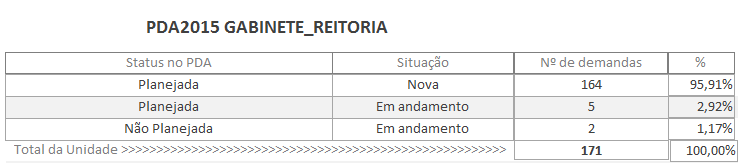 PDA2015 GABINETE_REITORIA
Status no PDA Situação Nº de demandas %
Planejada Nova 164 95,91%
Planejada Em andamento 5 2,92%
Não Planejada Em andamento 2 1,17%
Total da Unidade >>>>>>>>>>>>>>>>>>>>>>>>>>>>>>>>>>>>>>>>>>>>>>>>>>>>>>> 171 100,00%